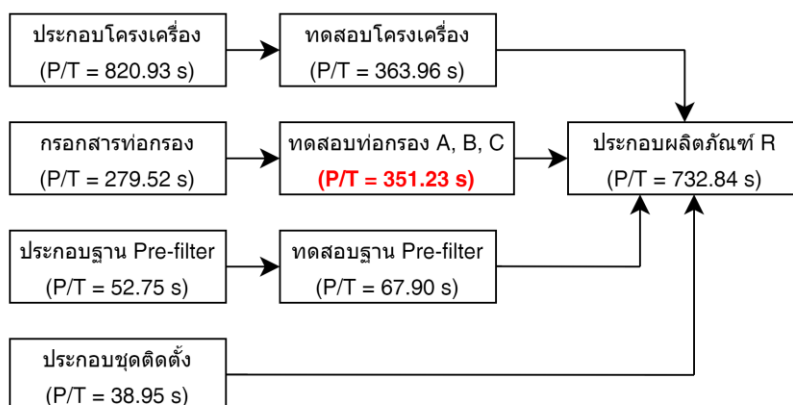 ประกอบโครงเครื่อง
(P/T = 820.93 s)
ทดสอบโครงเครื่อง
(P/T = 363.96 s)
กรอกสารท่อกรอง
(P/T = 279.52 s)
ทดสอบท่อกรอง A, B, C
(P/T = 351.23 s)
ประกอบผลิตภัณฑ์ R
(P/T = 732.84 s)
ประกอบฐาน Pre-filter
(P/T = 52.75 s)
ทดสอบฐาน Pre-filter
(P/T = 67.90 s)
ประกอบชุดติดตั้ง
(P/T = 38.95 s)